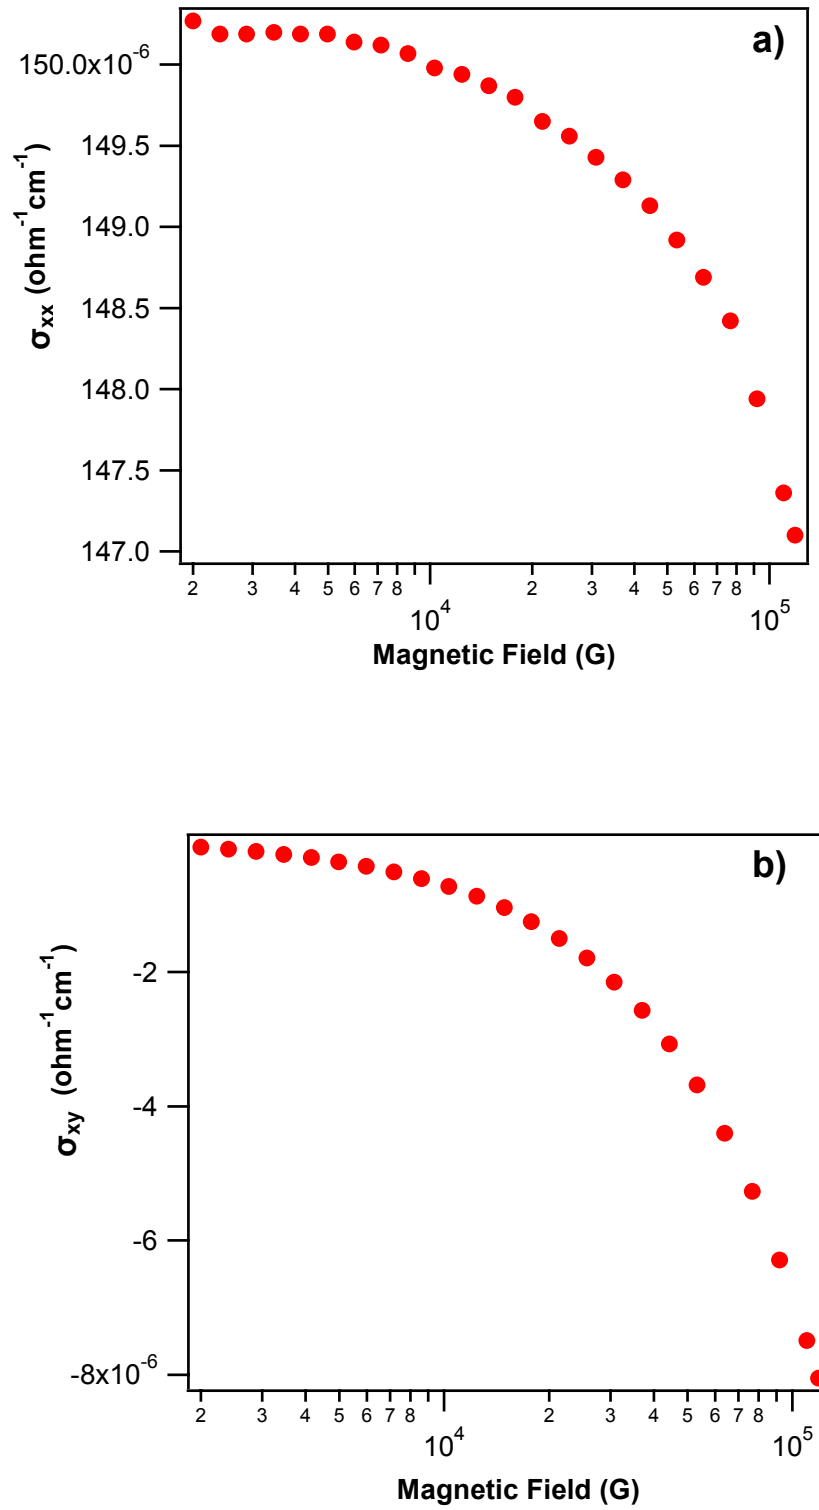 a)
150.0x10⁻⁶
149.5
149.0
148.5
148.0
147.5
147.0
σxx (ohm⁻¹cm⁻¹)
2 3 4 5 6 7 8 2 3 4 5 6 7 8
10⁴ 10⁵
Magnetic Field (G)
b)
-2
-4
-6
-8x10⁻⁶
σxy (ohm⁻¹cm⁻¹)
2 3 4 5 6 7 8 2 3 4 5 6 7 8
10⁴ 10⁵
Magnetic Field (G)